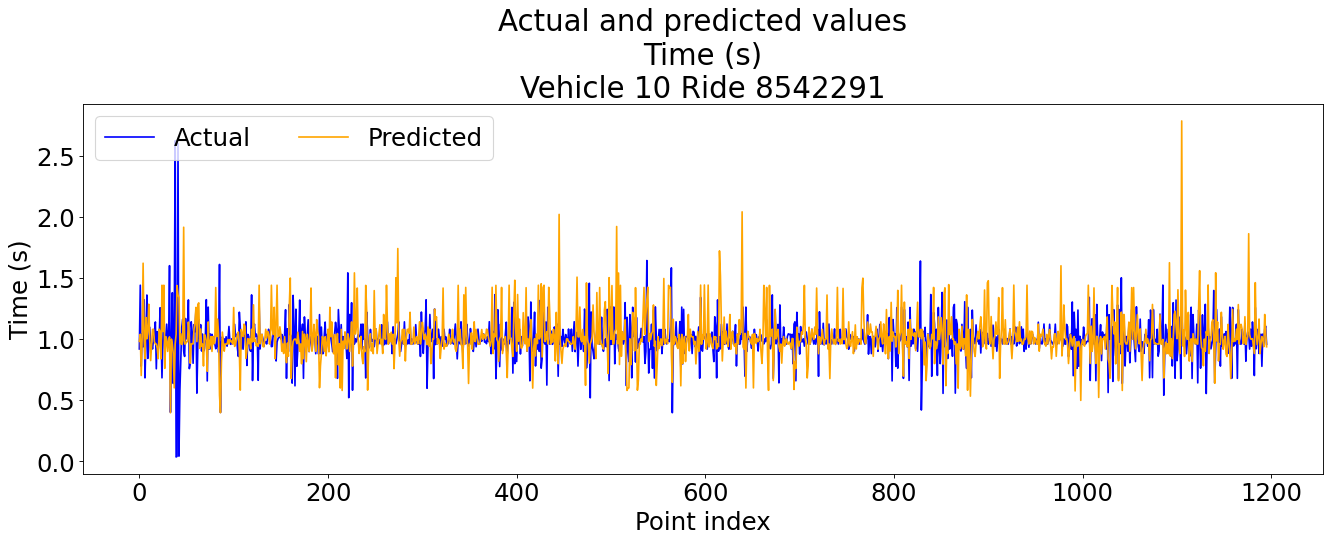 Actual and predicted values
Time (s)
Vehicle 10 Ride 8542291
Actual Predicted
Time (s)
2.5
2.0
1.5
1.0
0.5
0.0
0 200 400 600 800 1000 1200
Point index